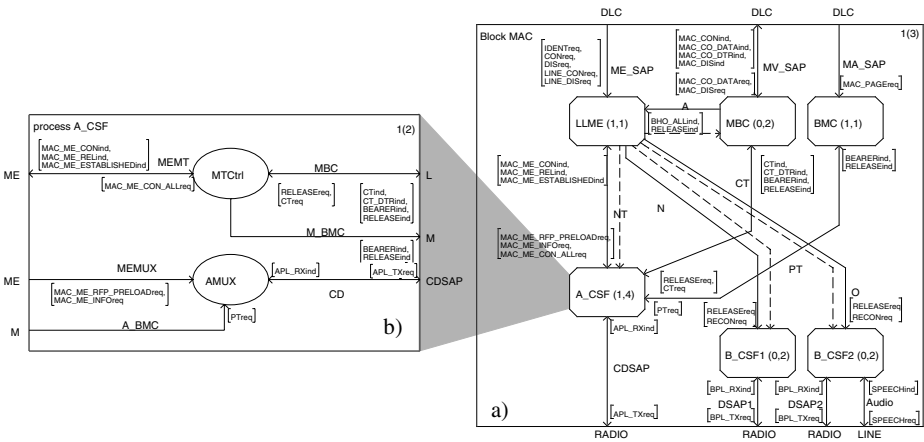 DLC
DLC
DLC
Block MAC
1(3)
IDENTreq,
CONreq,
DISreq,
LINE_CONreq,
LINE_DISreq
ME_SAP
MAC_CONind,
MAC_CO_DATAind,
MAC_CO_DTRind,
MAC_DISind
MV_SAP
MAC_CO_DATAreq,
MAC_DISreq
MA_SAP
MAC_PAGEreq
LLME (1,1)
A
BHO_ALLind,
RELEASEind
MBC (0,2)
BMC (1,1)
process A_CSF
1(2)
MAC_ME_CONind,
MAC_ME_RELind,
MAC_ME_ESTABLISHEDind
ME
MEMT
MAC_ME_CON_ALLreq
MTCtrl
MBC
L
RELEASEreq,
CTreq
CTind,
CT_DTRind,
BEARERind,
RELEASEind
M_BMC
M
BEARERind,
RELEASEind
ME
MEMUX
MAC_ME_RFP_PRELOADreq,
MAC_ME_INFOreq
AMUX
APL_RXind
APL_TXreq
CD
CDSAP
M
A_BMC
PTreq
b)
MAC_ME_CONind,
MAC_ME_RELind,
MAC_ME_ESTABLISHEDind
NT
N
CT
CTind,
CT_DTRind,
BEARERind,
RELEASEind
BEARERind,
RELEASEind
MAC_ME_RFP_PRELOADreq,
MAC_ME_INFOreq,
MAC_ME_CON_ALLreq
PT
A_CSF (1,4)
RELEASEreq,
CTreq
PTreq
O
RELEASEreq
RECONreq
RELEASEreq
RECONreq
APL_RXind
CDSAP
B_CSF1 (0,2)
B_CSF2 (0,2)
a)
APL_TXreq
BPL_RXind
DSAP1
BPL_TXreq
BPL_RXind
DSAP2
BPL_TXreq
SPEECHind
Audio
SPEECHreq
RADIO
RADIO
RADIO
LINE